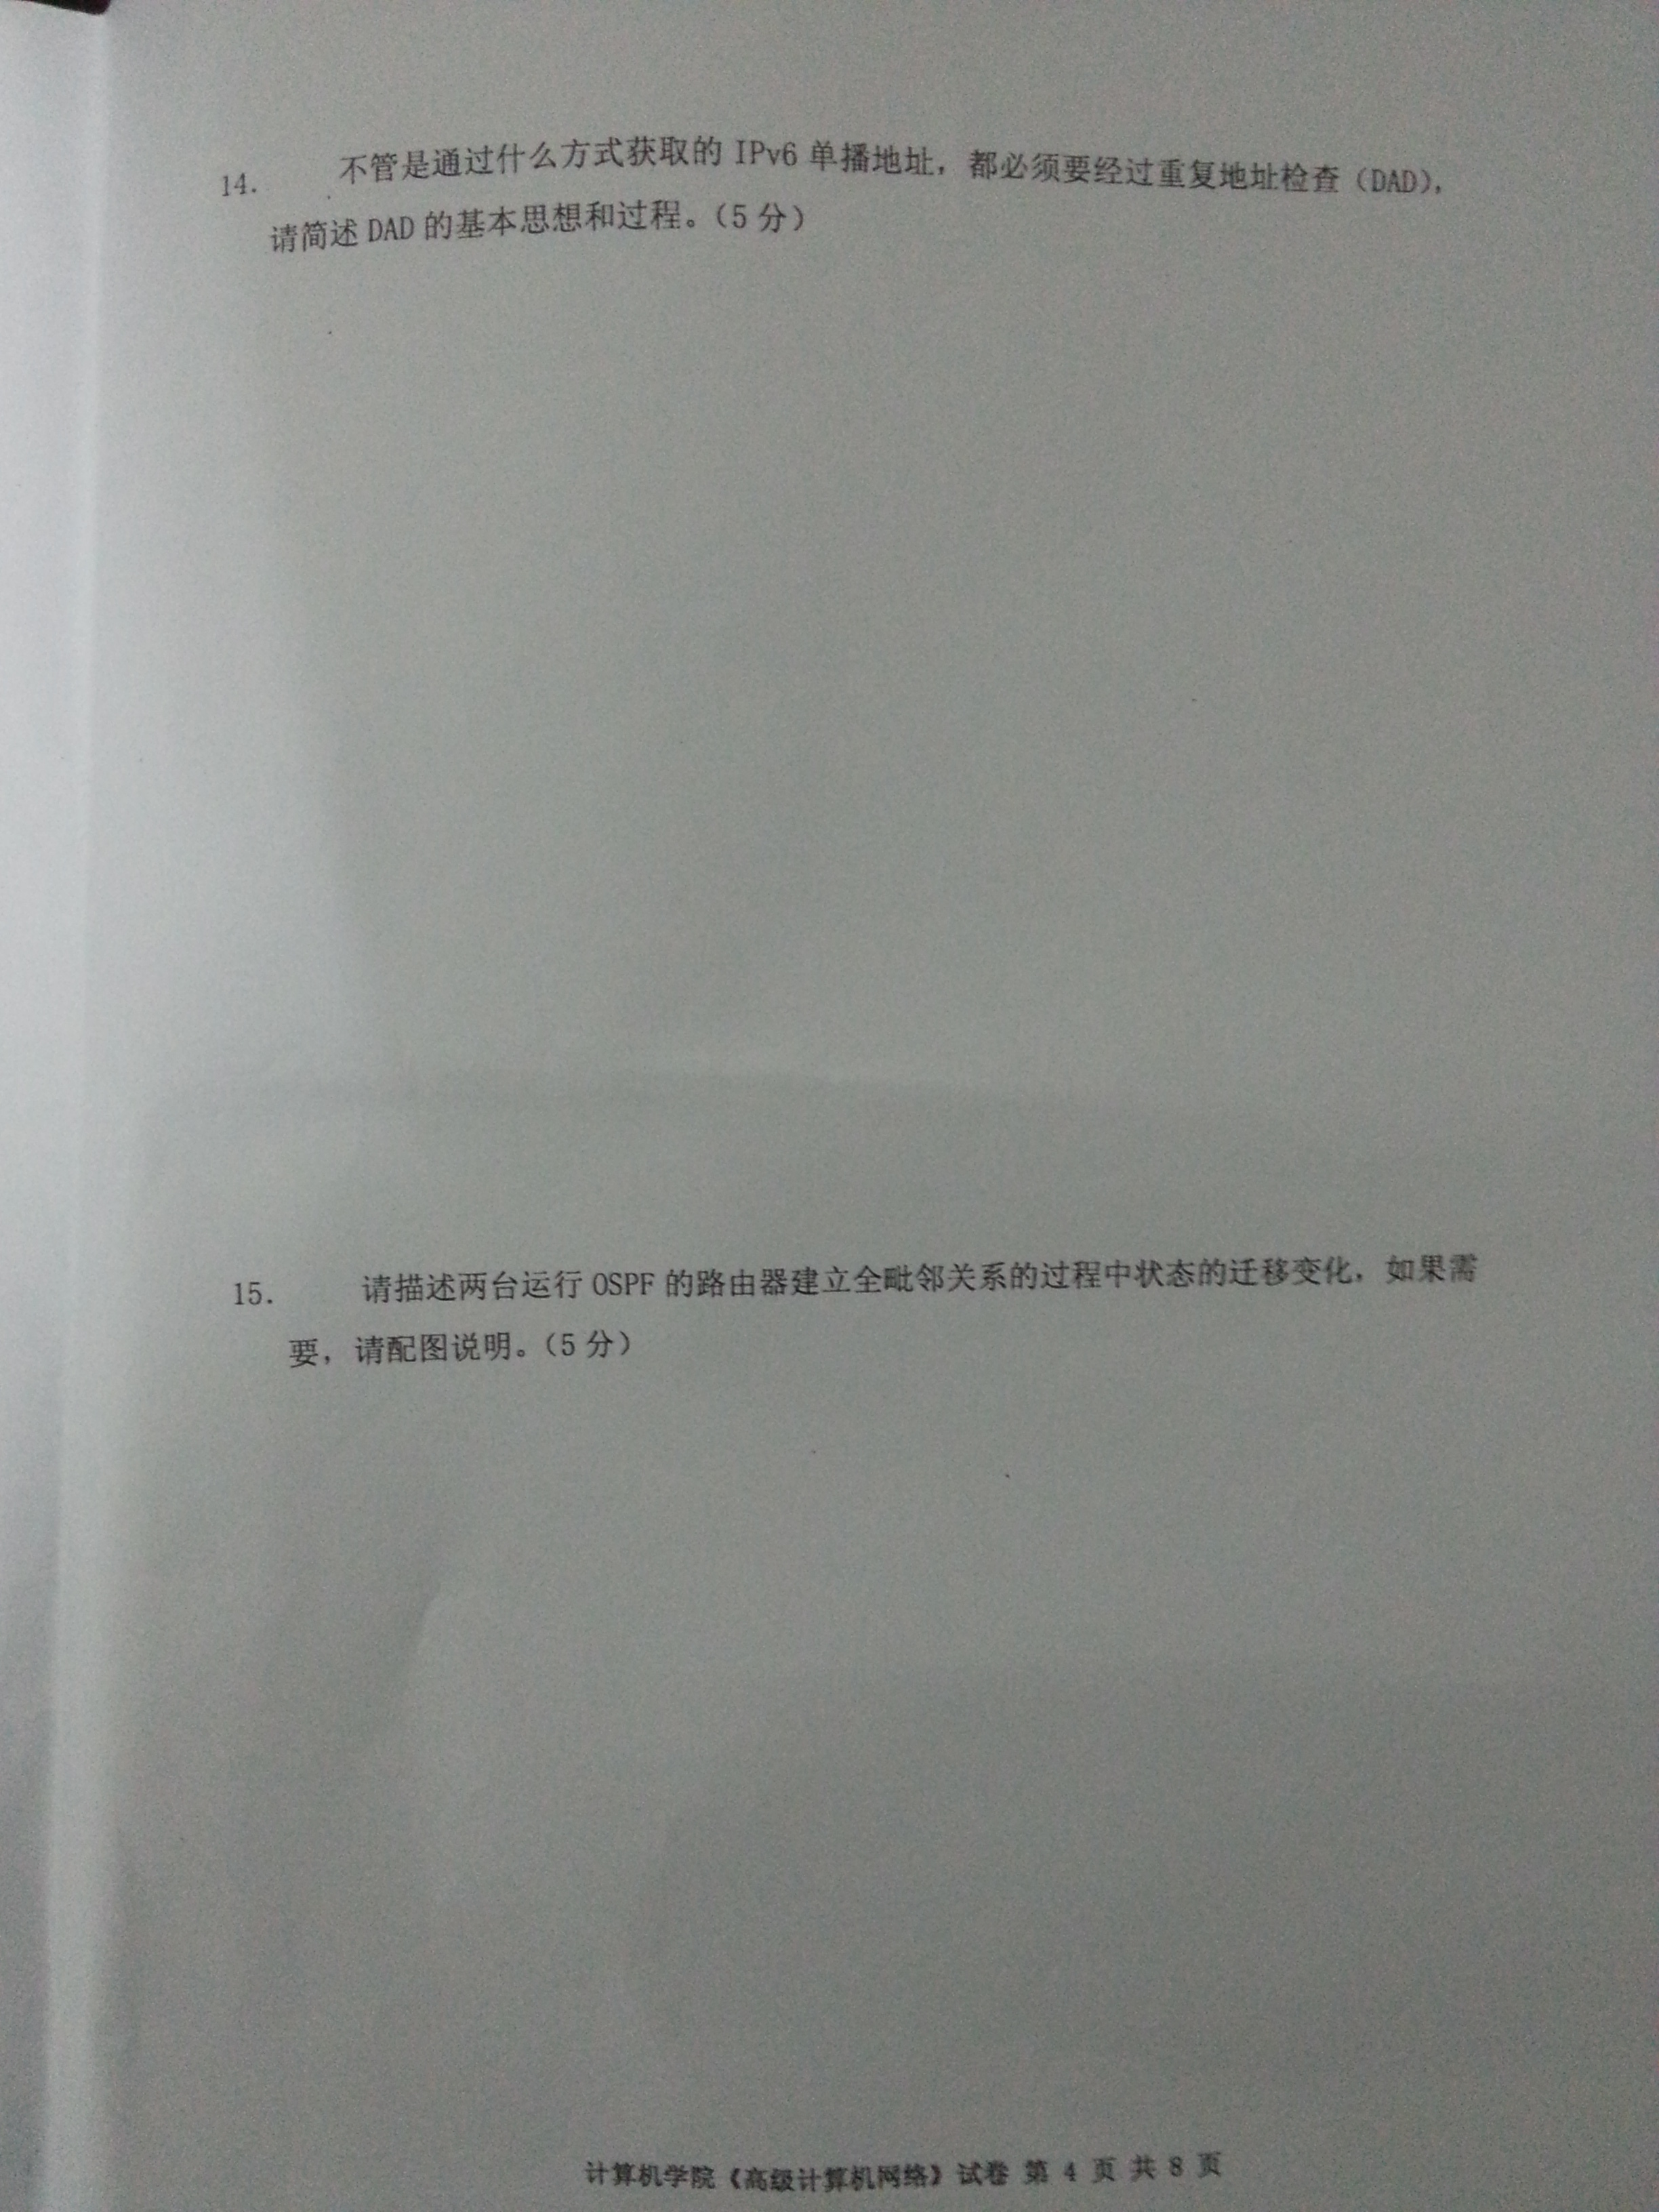 14. 不管是通过什么方式获取的 IPv6 单播地址，都必须要经过重复地址检查（DAD），
请简述 DAD 的基本思想和过程。（5 分）
15. 请描述两台运行 OSPF 的路由器建立全毗邻关系的过程中状态的迁移变化，如果需
要，请配图说明。（5 分）
计算机学院《高级计算机网络》试卷 第 4 页 共 8 页